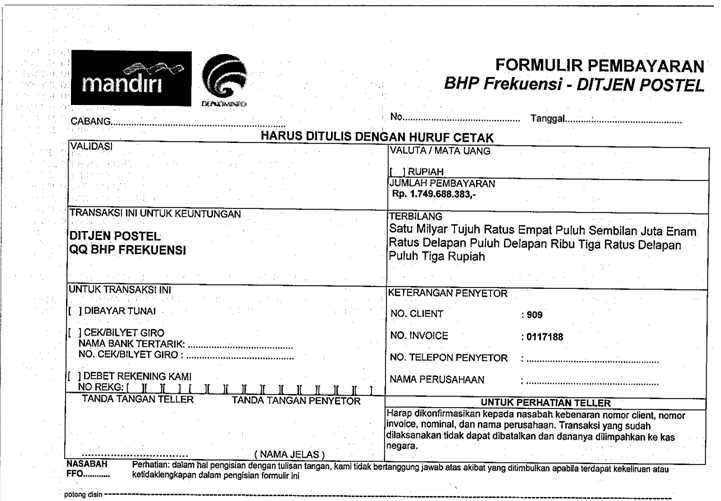 mandiri
DEPKOMINFO
FORMULIR PEMBAYARAN
BHP Frekuensi - DITJEN POSTEL
CABANG............................................
No.................................. Tanggal..................................
HARUS DITULIS DENGAN HURUF CETAK
VALIDASI
VALUTA / MATA UANG
[ ] RUPIAH
JUMLAH PEMBAYARAN
Rp. 1.749.688.383,-
TRANSAKSI INI UNTUK KEUNTUNGAN
DITJEN POSTEL
QQ BHP FREKUENSI
TERBILANG
Satu Milyar Tujuh Ratus Empat Puluh Sembilan Juta Enam
Ratus Delapan Puluh Delapan Ribu Tiga Ratus Delapan
Puluh Tiga Rupiah
UNTUK TRANSAKSI INI
[ ] DIBAYAR TUNAI
[ ] CEK/BILYET GIRO
NAMA BANK TERTARIK: ..............................
NO. CEK/BILYET GIRO : ..............................
[ ] DEBET REKENING KAMI
NO REKG: [ ][ ][ ] [ ][ ][ ][ ][ ][ ][ ][ ][ ][ ]
TANDA TANGAN TELLER TANDA TANGAN PENYETOR
.............................. ( NAMA JELAS )
KETERANGAN PENYETOR
NO. CLIENT : 909
NO. INVOICE : 0117188
NO. TELEPON PENYETOR : ........................................
NAMA PERUSAHAAN : ........................................
UNTUK PERHATIAN TELLER
Harap dikonfirmasikan kepada nasabah kebenaran nomor client, nomor
invoice, nominal, dan nama perusahaan. Transaksi yang sudah
dilaksanakan tidak dapat dibatalkan dan dananya dilimpahkan ke kas
negara.
NASABAH
FFO...........
Perhatian: dalam hal pengisian dengan tulisan tangan, kami tidak bertanggung jawab atas akibat yang ditimbulkan apabila terdapat kekeliruan atau
ketidaklengkapan dalam pengisian formulir ini
potong disin